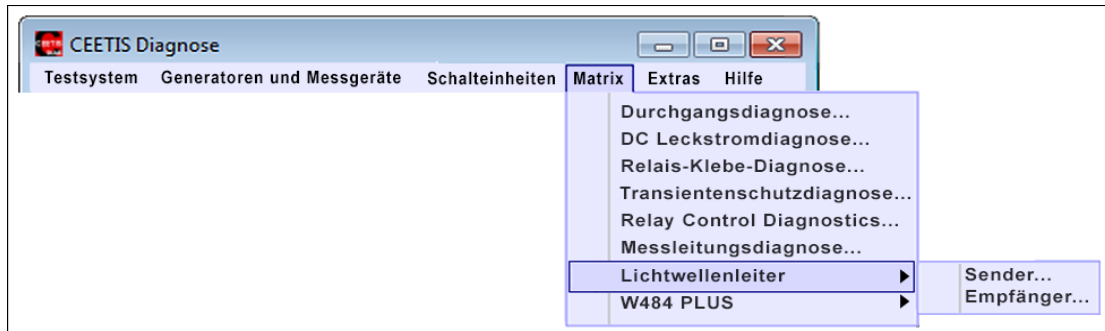 CEETIS Diagnose
Testsystem Generatoren und Messgeräte Schalteinheiten Matrix Extras Hilfe
Durchgangsdiagnose...
DC Leckstromdiagnose...
Relais-Klebe-Diagnose...
Transientenschutzdiagnose...
Relay Control Diagnostics...
Messleitungsdiagnose...
Lichtwellenleiter
W484 PLUS
Sender...
Empfänger...